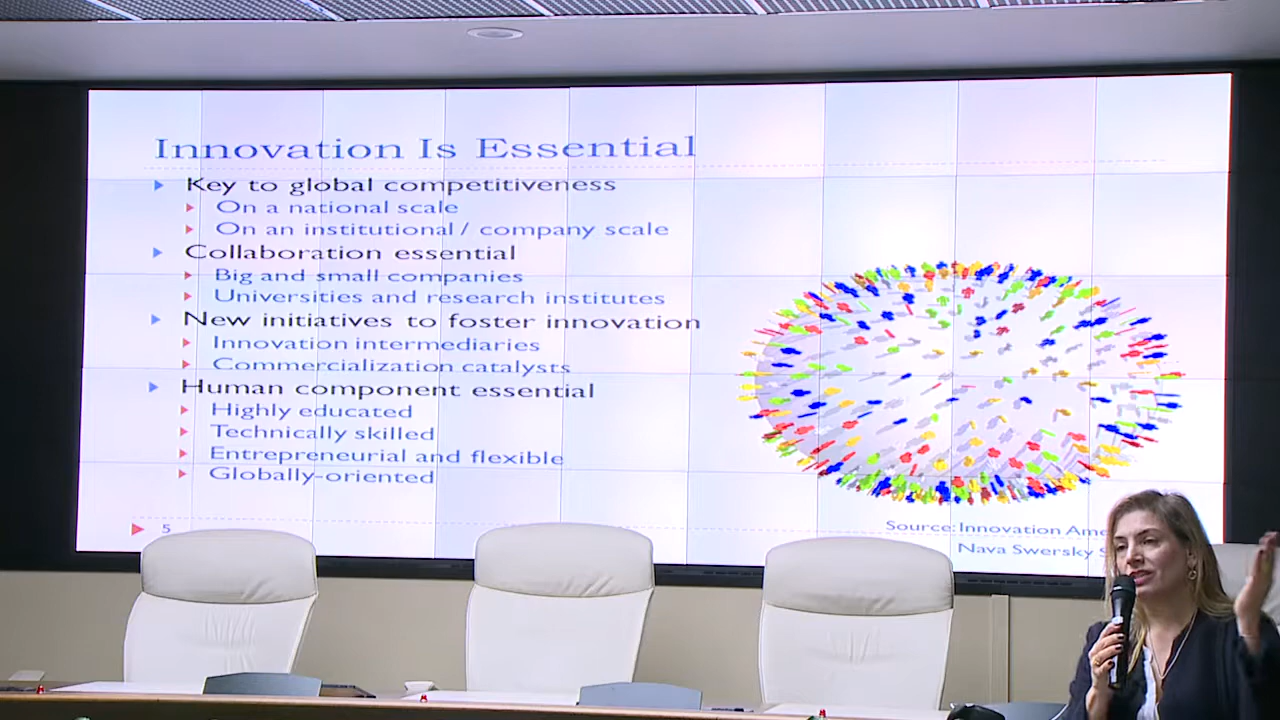 Innovation Is Essential
Key to global competitiveness
On a national scale
On an institutional / company scale
Collaboration essential
Big and small companies
Universities and research institutes
New initiatives to foster innovation
Innovation intermediaries
Commercialization catalysts
Human component essential
Highly educated
Technically skilled
Entrepreneurial and flexible
Globally-oriented
5
Source: Innovation
Nava Swersky